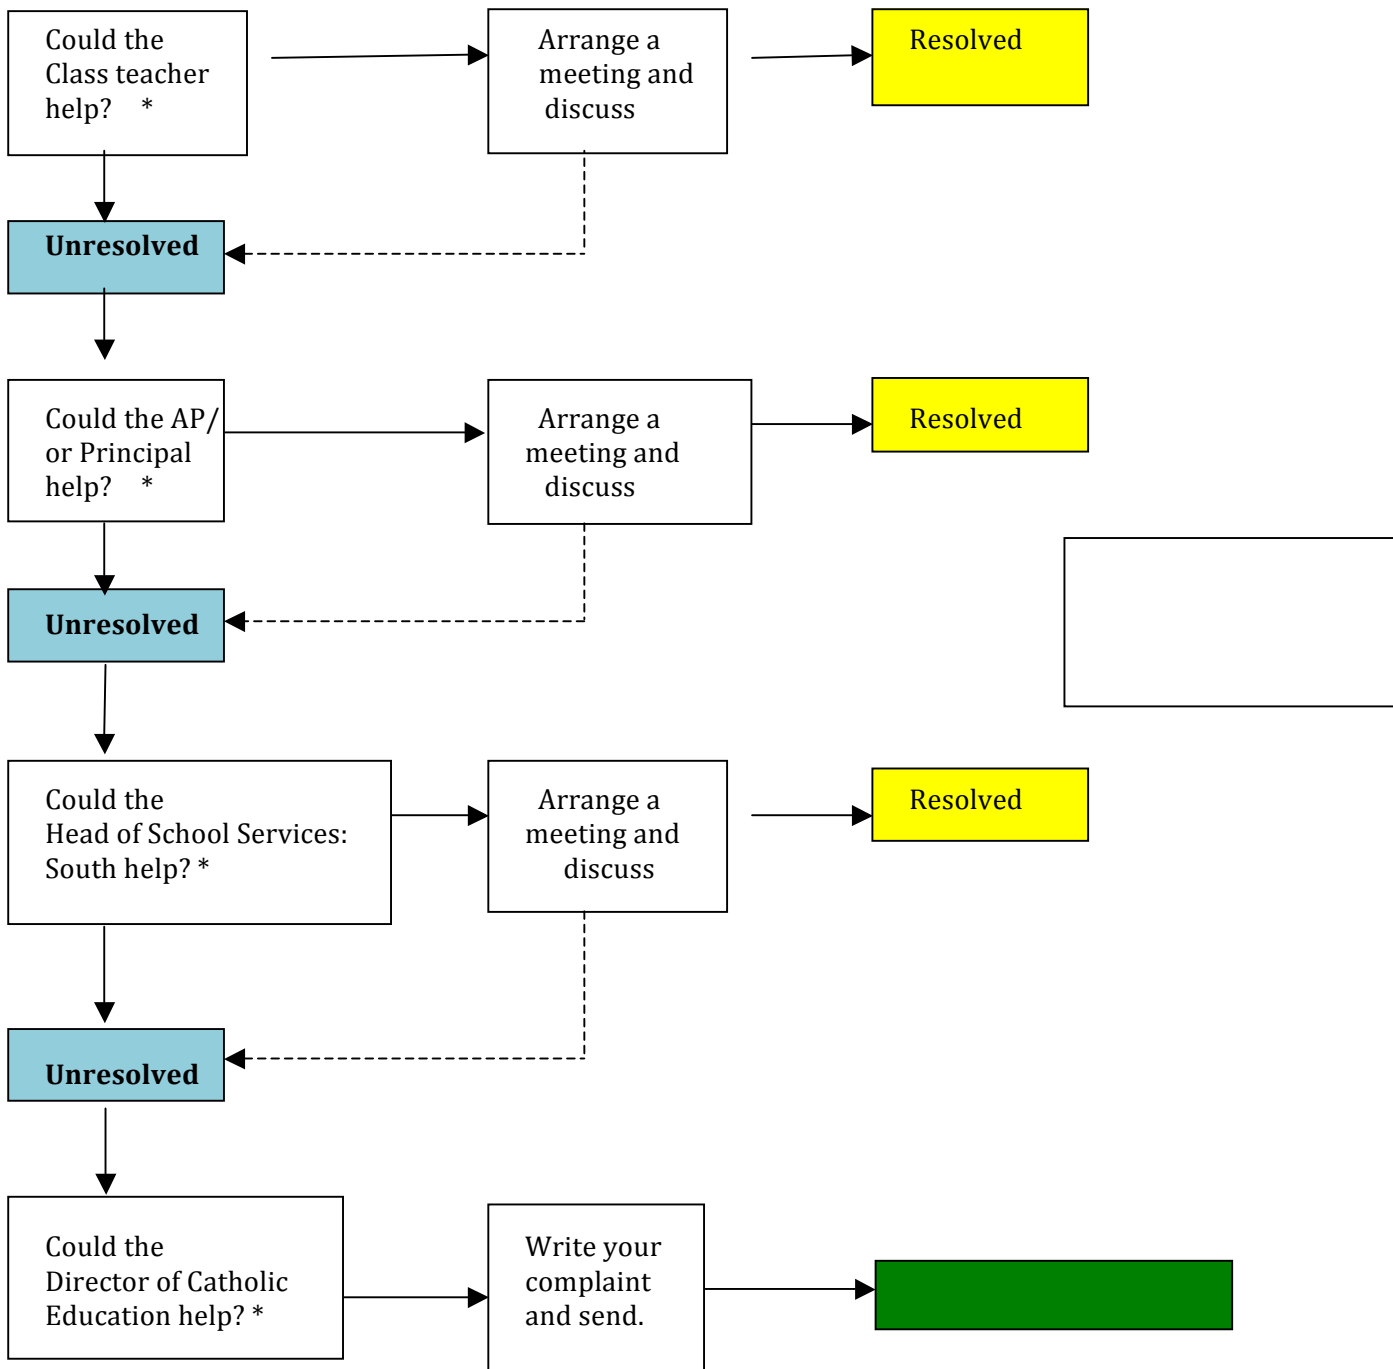 Could the
Class teacher
help? *
Arrange a
meeting and
discuss
Resolved
Unresolved
Could the AP/
or Principal
help? *
Arrange a
meeting and
discuss
Resolved
Unresolved
Could the
Head of School Services:
South help? *
Arrange a
meeting and
discuss
Resolved
Unresolved
Could the
Director of Catholic
Education help? *
Write your
complaint
and send.